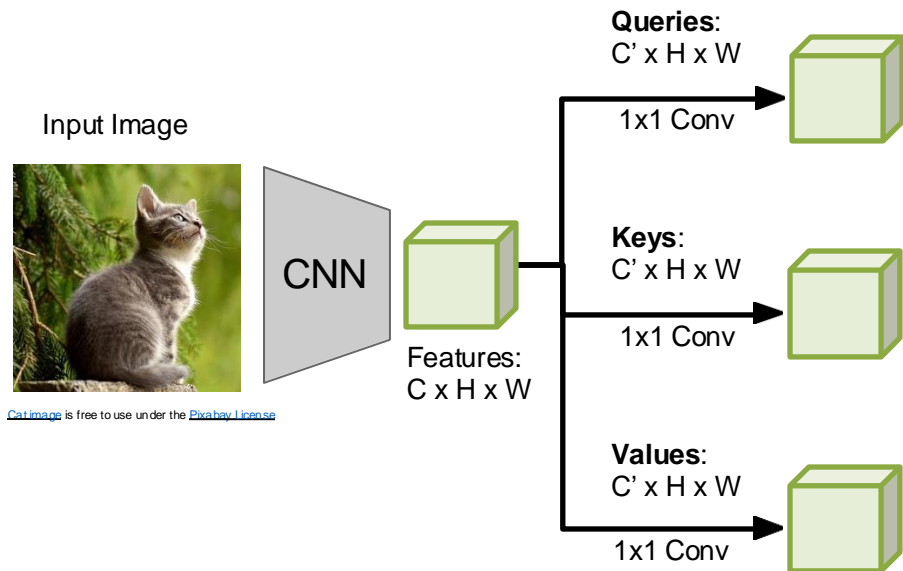 Input Image
Cat image is free to use under the Pixabay License
CNN
Features:
C x H x W
Queries:
C’ x H x W
1x1 Conv
Keys:
C’ x H x W
1x1 Conv
Values:
C’ x H x W
1x1 Conv